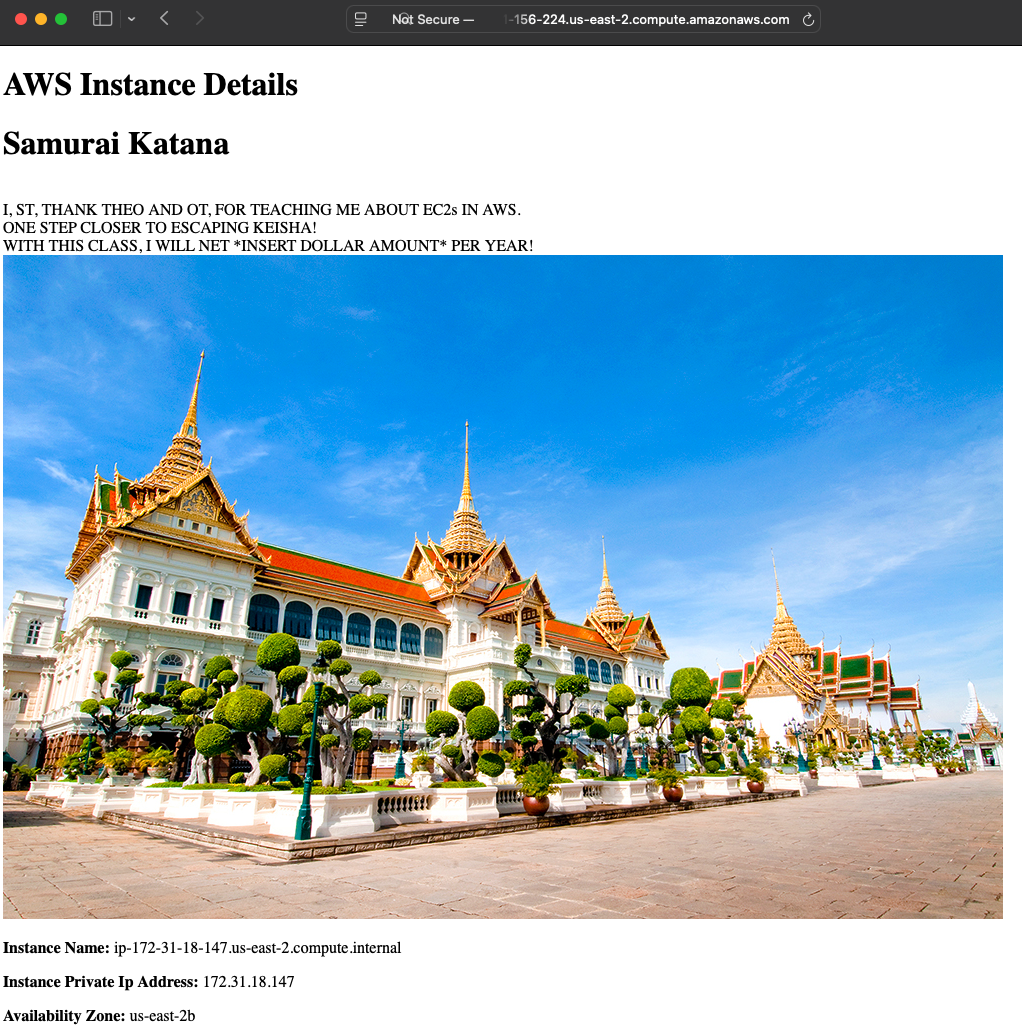 Not Secure — -156-224.us-east-2.compute.amazonaws.com
AWS Instance Details
Samurai Katana
I, ST, THANK THEO AND OT, FOR TEACHING ME ABOUT EC2s IN AWS.
ONE STEP CLOSER TO ESCAPING KEISHA!
WITH THIS CLASS, I WILL NET *INSERT DOLLAR AMOUNT* PER YEAR!
Instance Name: ip-172-31-18-147.us-east-2.compute.internal
Instance Private Ip Address: 172.31.18.147
Availability Zone: us-east-2b